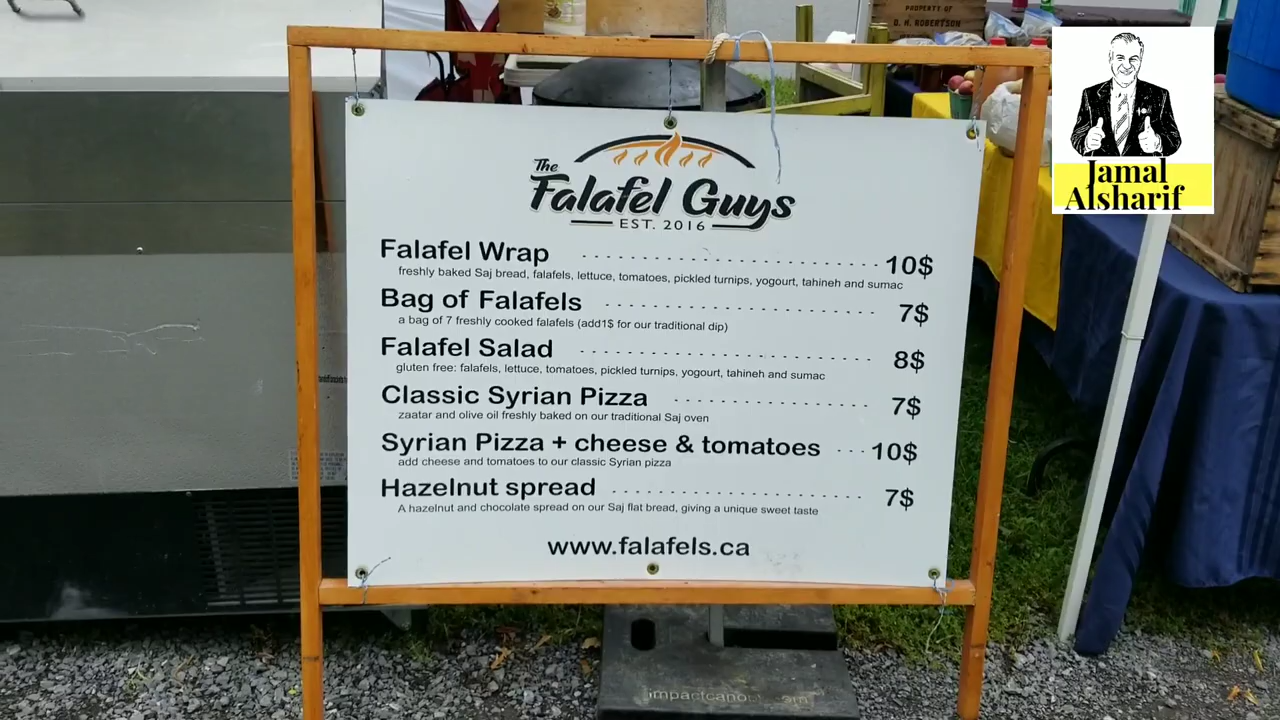 PROPERTY OF
D. A. ROBERTSON
Jamal
Alsharif
The
Falafel Guys
EST. 2016
Falafel Wrap 10$
freshly baked Saj bread, falafels, lettuce, tomatoes, pickled turnips, yogourt, tahineh and sumac
Bag of Falafels 7$
a bag of 7 freshly cooked falafels (add1$ for our traditional dip)
Falafel Salad 8$
gluten free: falafels, lettuce, tomatoes, pickled turnips, yogourt, tahineh and sumac
Classic Syrian Pizza 7$
zaatar and olive oil freshly baked on our traditional Saj oven
Syrian Pizza + cheese & tomatoes 10$
add cheese and tomatoes to our classic Syrian pizza
Hazelnut spread 7$
A hazelnut and chocolate spread on our Saj flat bread, giving a unique sweet taste
www.falafels.ca